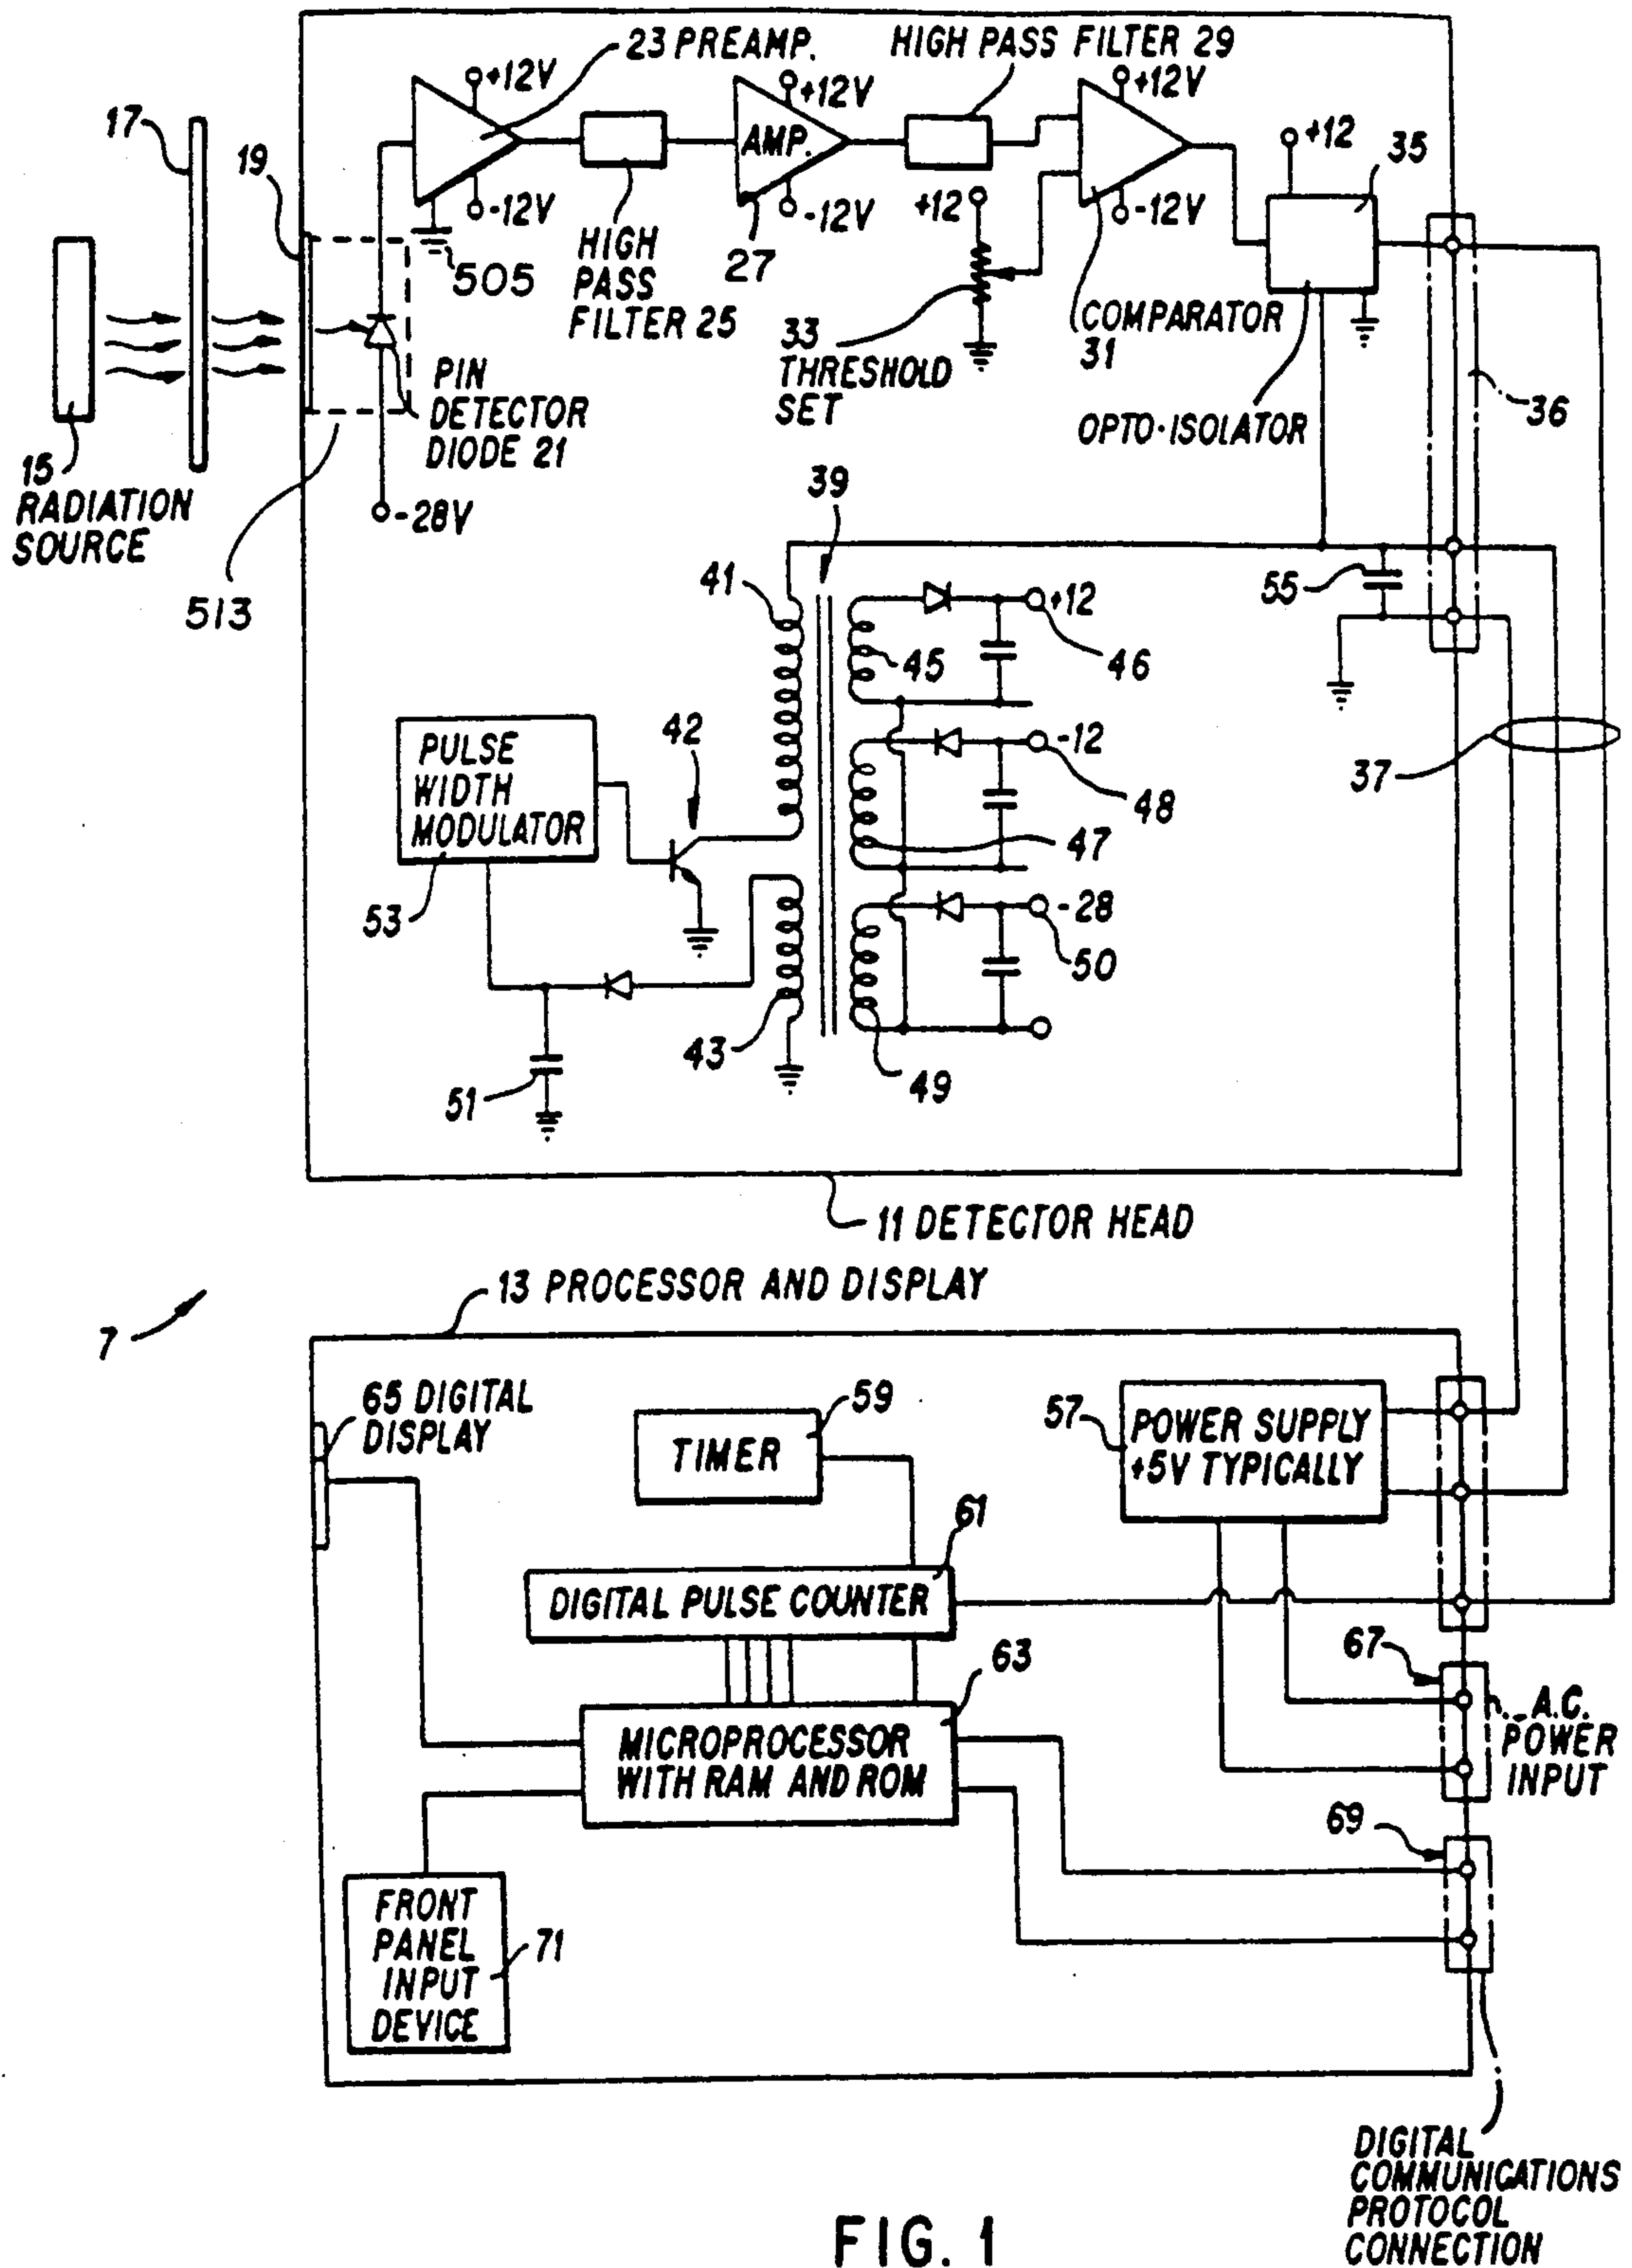 23 PREAMP.
HIGH PASS FILTER 29
+12V
+12V
+12V
17
19
AMP.
+12
35
-12V
-12V
-12V
+12
505
HIGH
PASS
FILTER 25
27
33
THRESHOLD
SET
COMPARATOR
31
OPTO-ISOLATOR
36
PIN
DETECTOR
DIODE 21
15
RADIATION
SOURCE
-28V
513
39
41
55
+12
45
46
42
-12
37
48
PULSE
WIDTH
MODULATOR
47
53
-28
50
43
49
51
11 DETECTOR HEAD
13 PROCESSOR AND DISPLAY
7
65 DIGITAL
DISPLAY
59
TIMER
57
POWER SUPPLY
+5V TYPICALLY
61
DIGITAL PULSE COUNTER
63
67
MICROPROCESSOR
WITH RAM AND ROM
A.C.
POWER
INPUT
69
FRONT
PANEL
INPUT
DEVICE
71
DIGITAL
COMMUNICATIONS
PROTOCOL
CONNECTION
FIG. 1